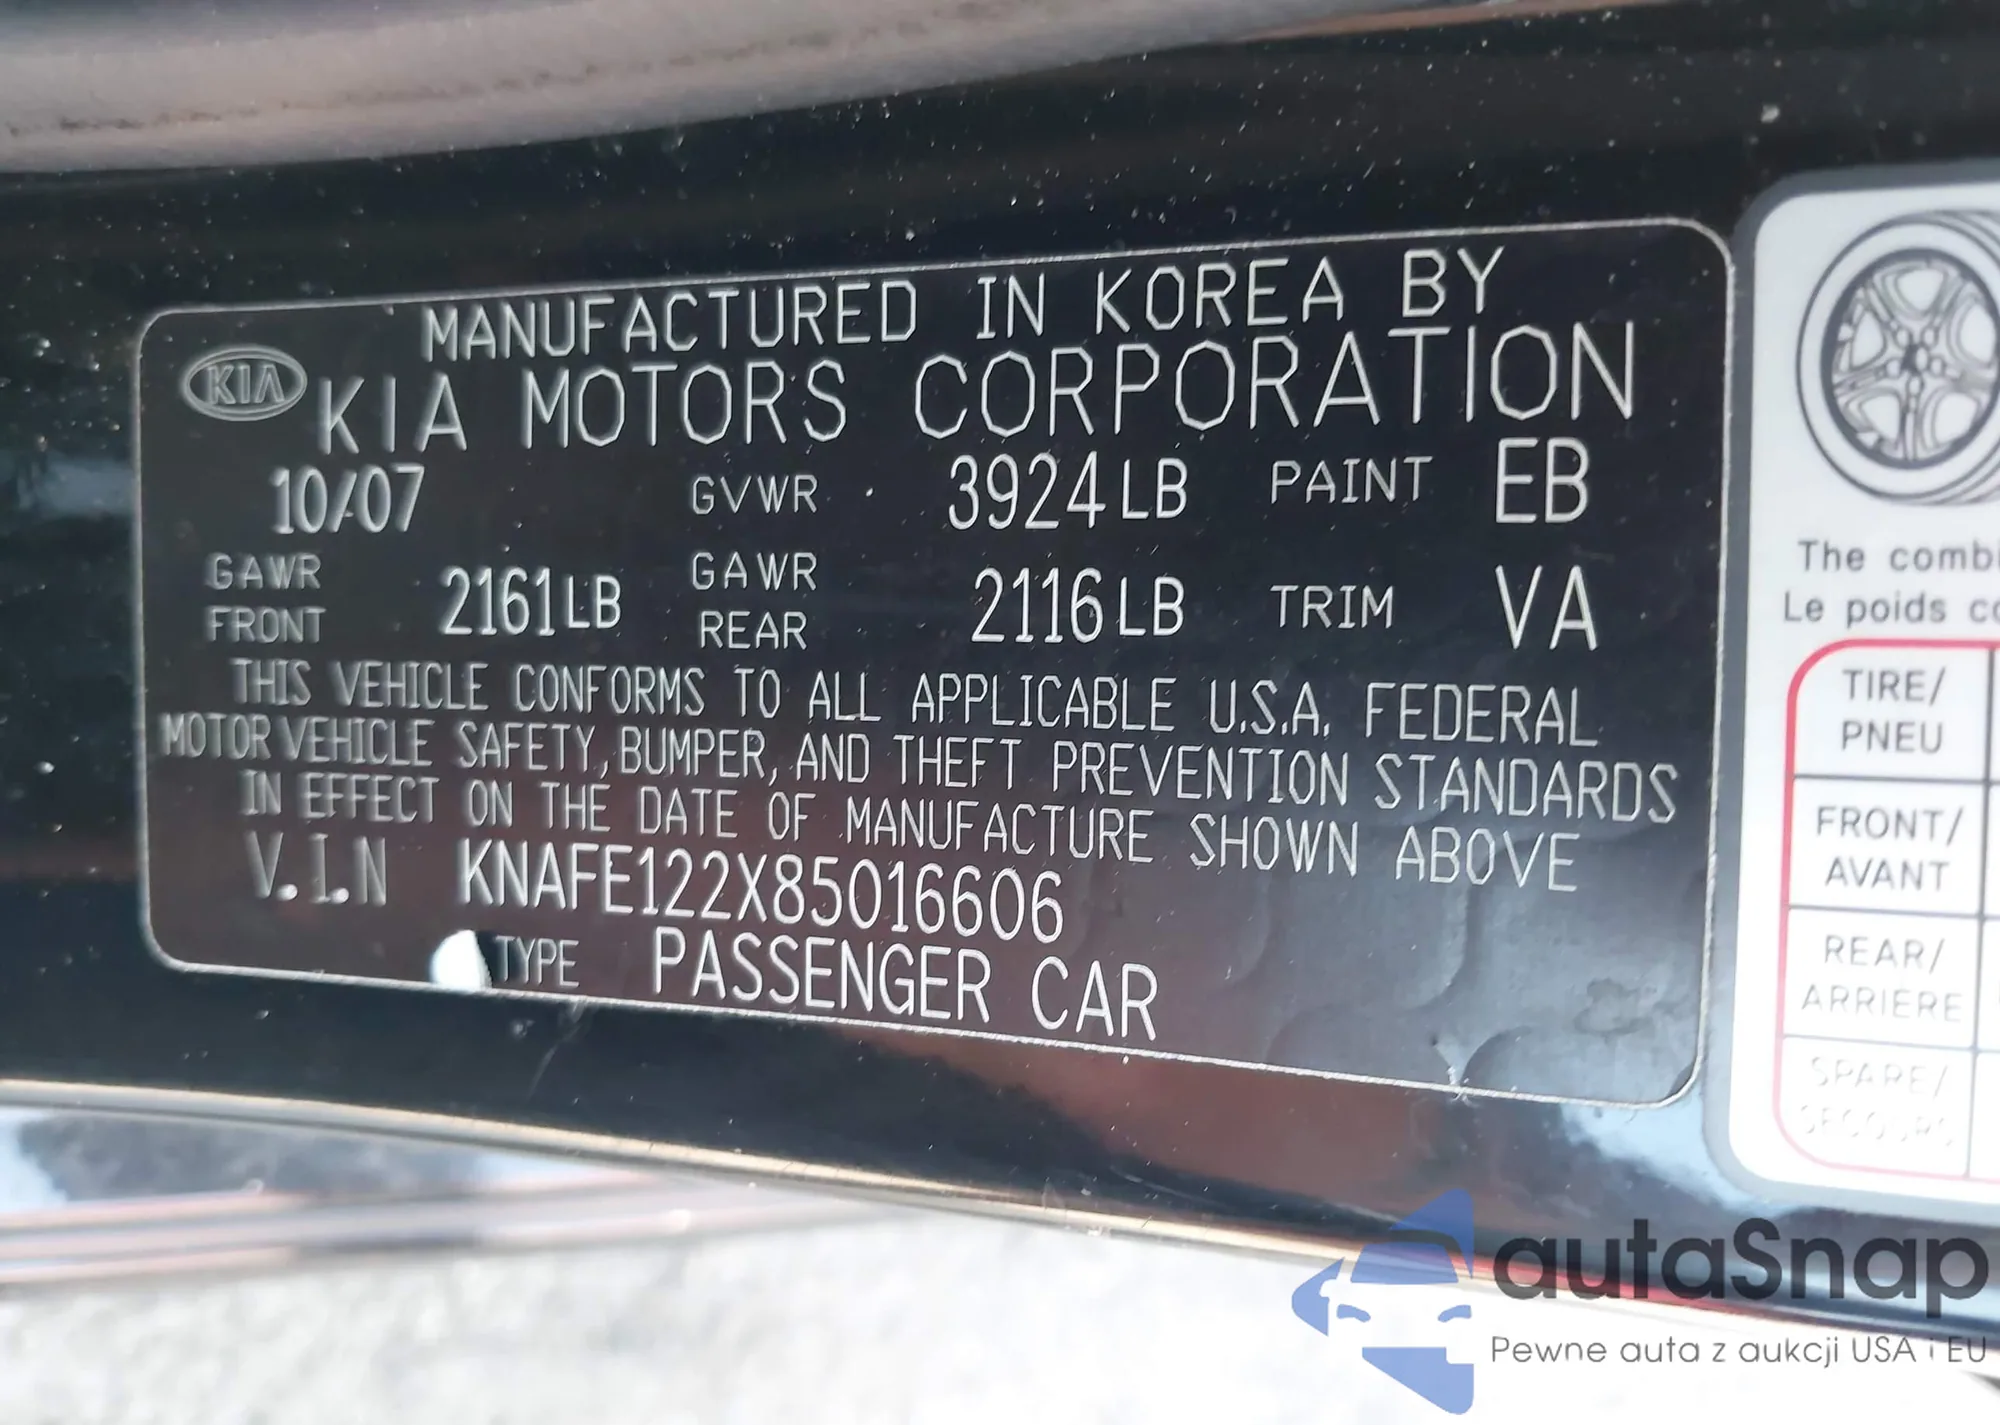 MANUFACTURED IN KOREA BY
KIA
KIA MOTORS CORPORATION
10/07 GVWR 3924LB PAINT EB
GAWR FRONT 2161LB GAWR REAR 2116LB TRIM VA
THIS VEHICLE CONFORMS TO ALL APPLICABLE U.S.A. FEDERAL
MOTOR VEHICLE SAFETY, BUMPER, AND THEFT PREVENTION STANDARDS
IN EFFECT ON THE DATE OF MANUFACTURE SHOWN ABOVE
V.I.N KNAFE122X85016606
TYPE PASSENGER CAR
The
Le poids
TIRE/
PNEU
FRONT/
AVANT
REAR/
ARRIERE
SPARE/
SECOURS
autaSnap
Pewne auta z aukcji USA i EU